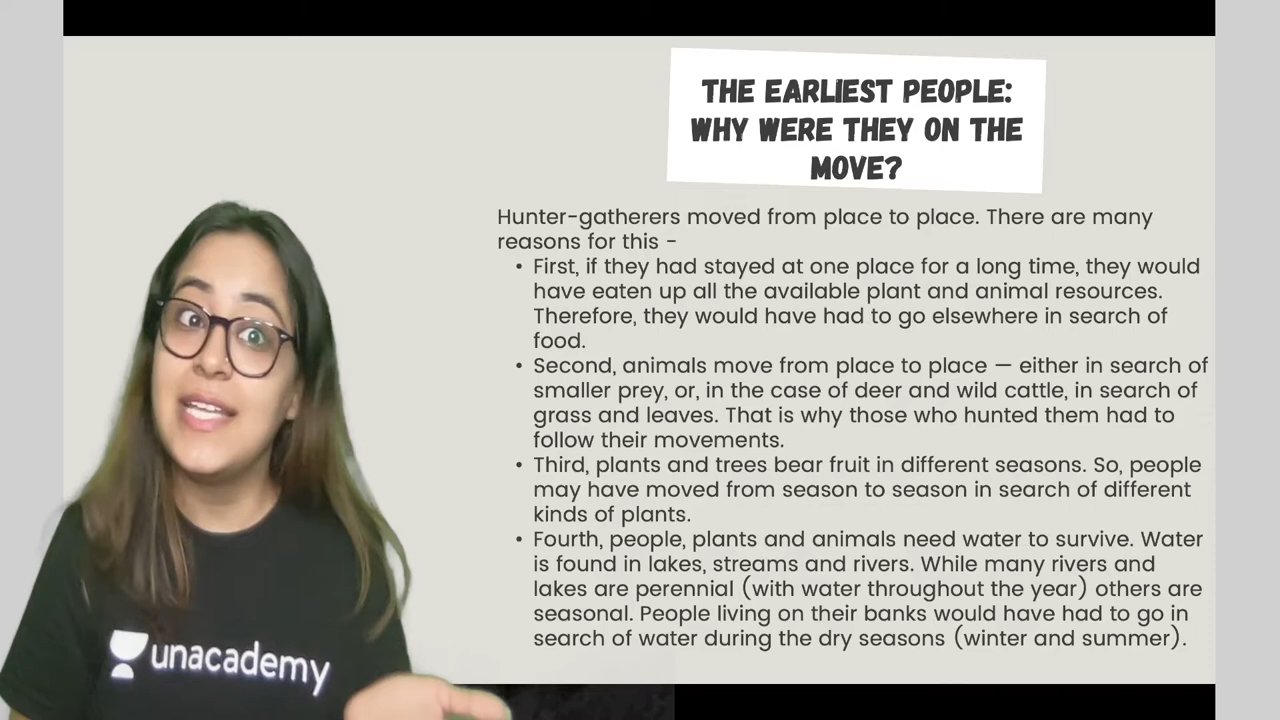 THE EARLIEST PEOPLE:
WHY WERE THEY ON THE
MOVE?
Hunter-gatherers moved from place to place. There are many
reasons for this -
• First, if they had stayed at one place for a long time, they would
have eaten up all the available plant and animal resources.
Therefore, they would have had to go elsewhere in search of
food.
• Second, animals move from place to place — either in search of
smaller prey, or, in the case of deer and wild cattle, in search of
grass and leaves. That is why those who hunted them had to
follow their movements.
• Third, plants and trees bear fruit in different seasons. So, people
may have moved from season to season in search of different
kinds of plants.
• Fourth, people, plants and animals need water to survive. Water
is found in lakes, streams and rivers. While many rivers and
lakes are perennial (with water throughout the year) others are
seasonal. People living on their banks would have had to go in
search of water during the dry seasons (winter and summer).
unacademy